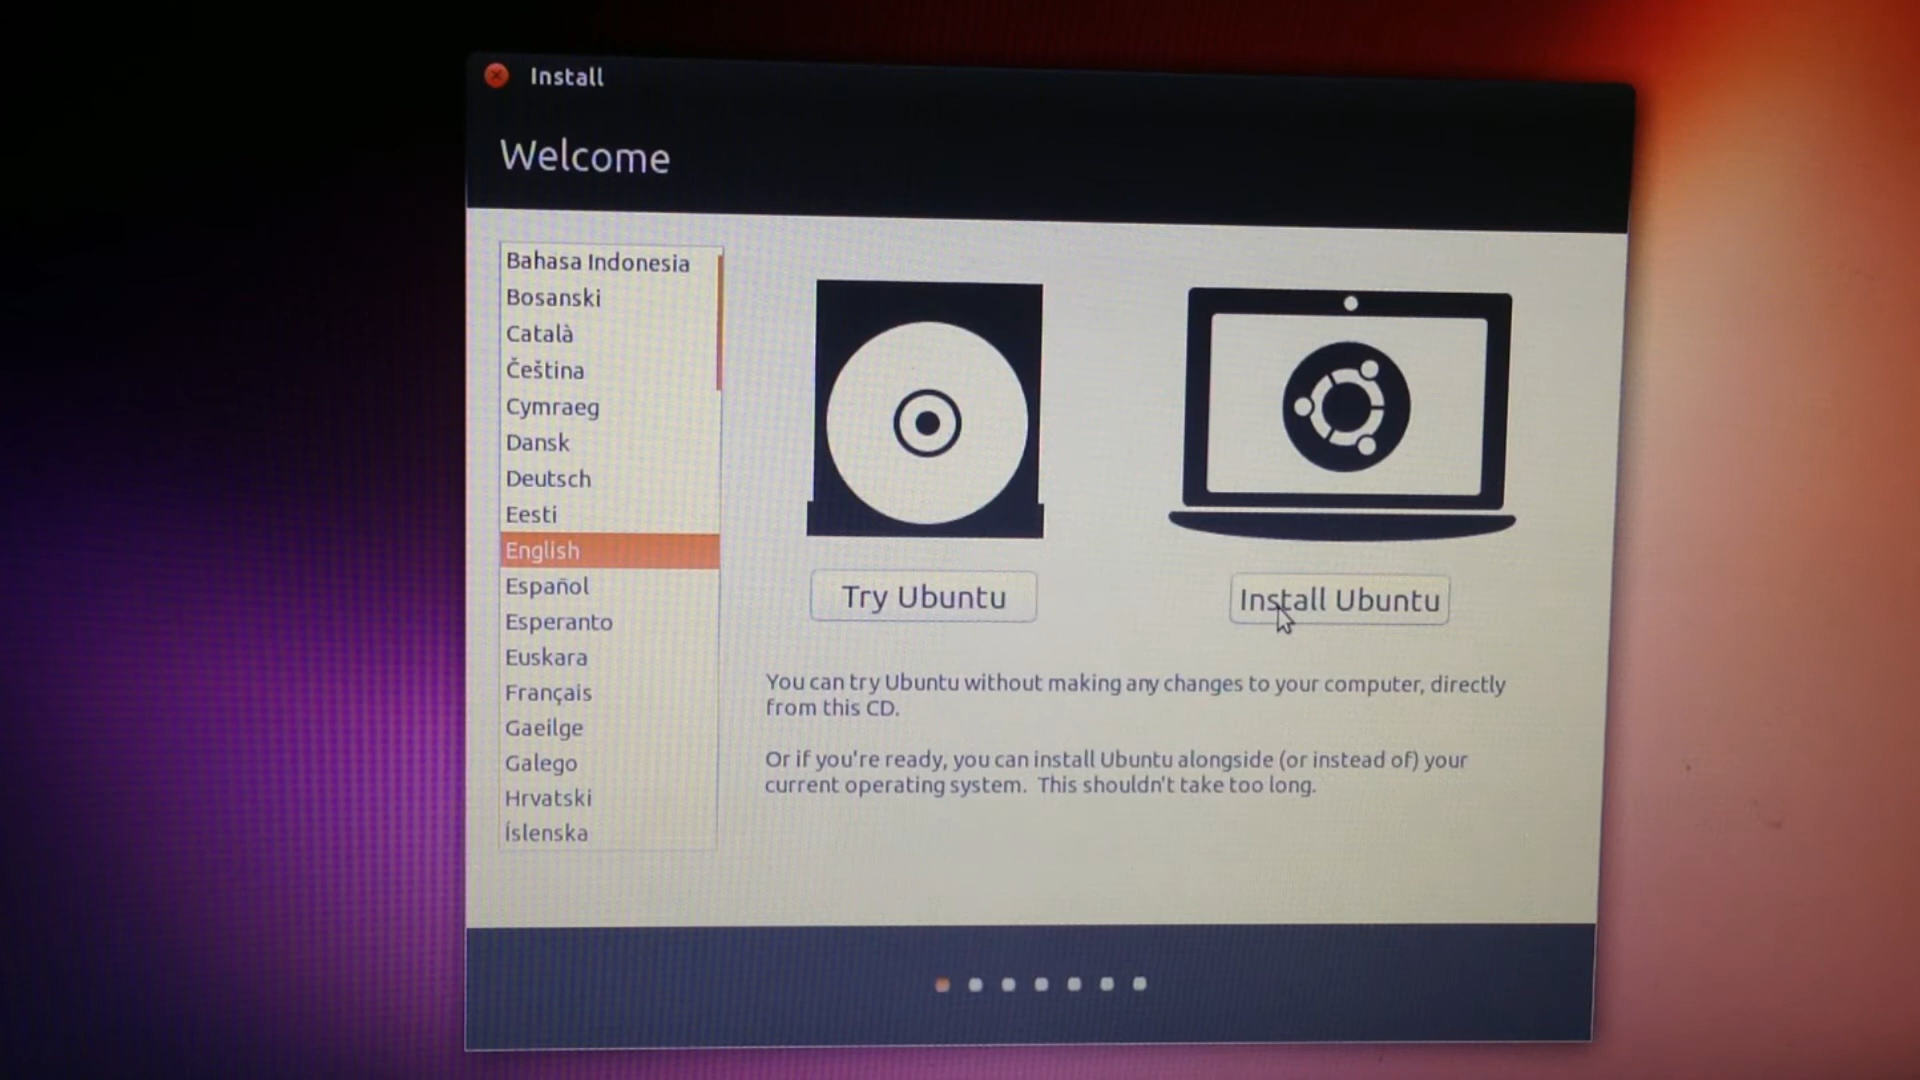 Install
Welcome
Bahasa Indonesia
Bosanski
Català
Čeština
Cymraeg
Dansk
Deutsch
Eesti
English
Español
Esperanto
Euskara
Français
Gaeilge
Galego
Hrvatski
Íslenska
Try Ubuntu
Install Ubuntu
You can try Ubuntu without making any changes to your computer, directly
from this CD.
Or if you're ready, you can install Ubuntu alongside (or instead of) your
current operating system. This shouldn't take too long.